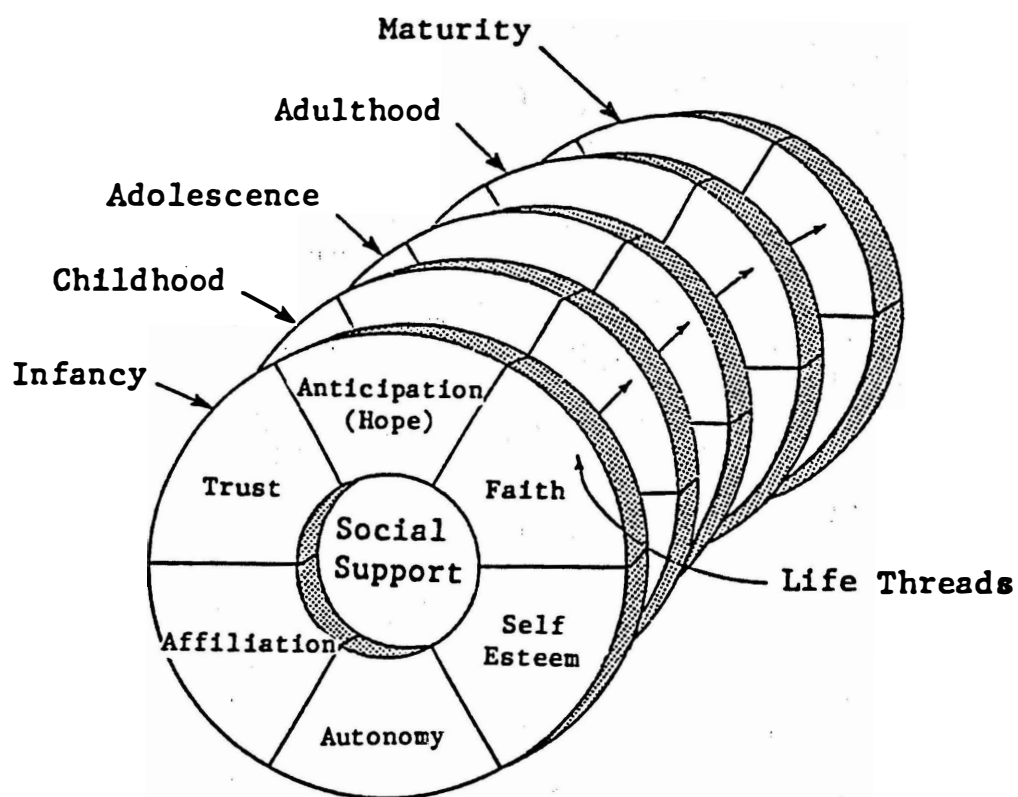 Maturity
Adulthood
Adolescence
Childhood
Infancy
Anticipation
(Hope)
Trust
Faith
Social
Support
Life Threads
Affiliation
Self
Esteem
Autonomy